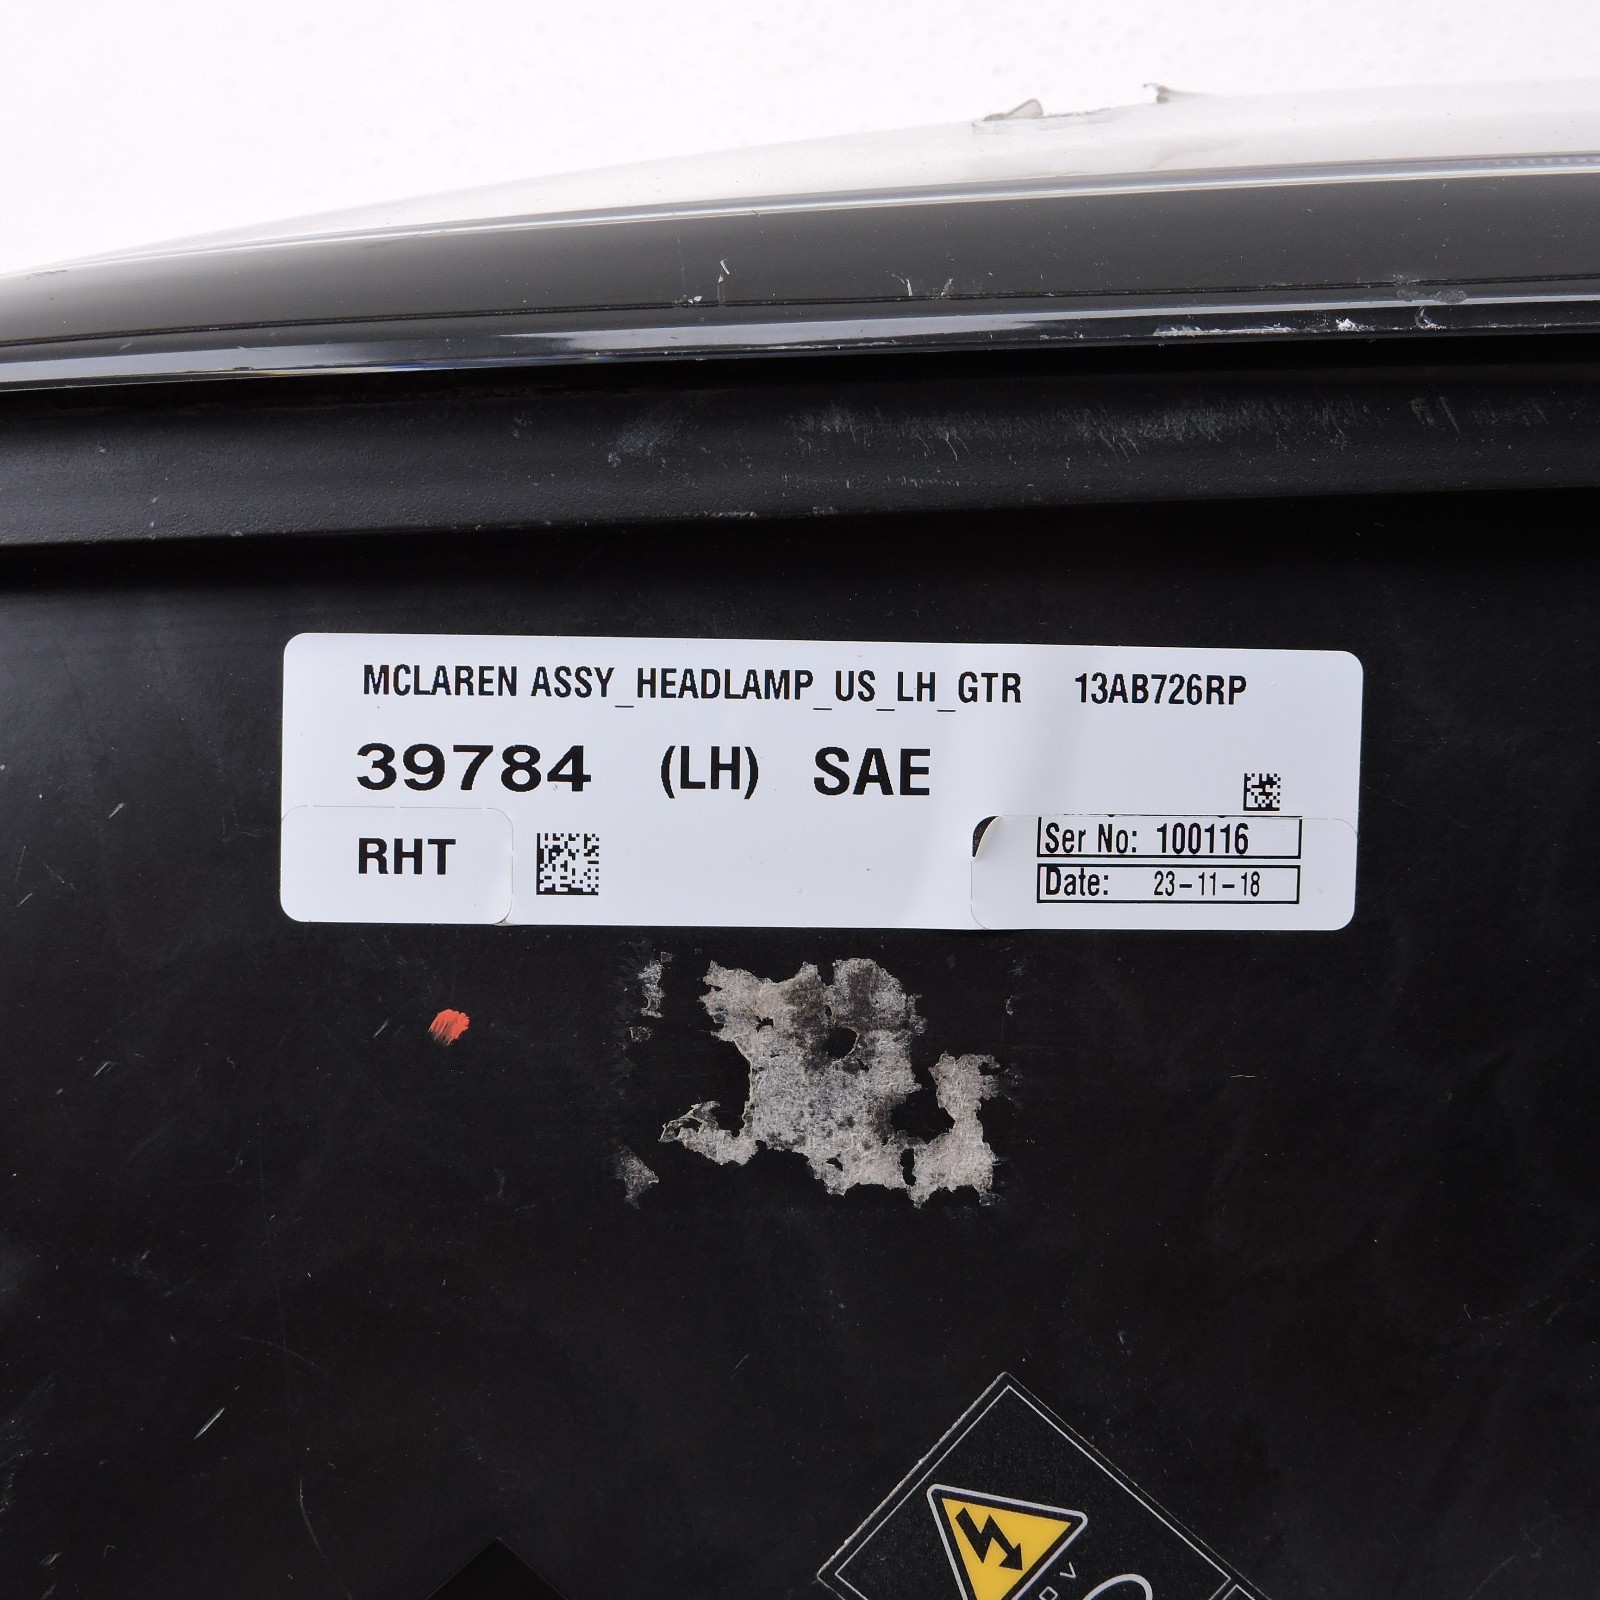 MCLAREN ASSY_HEADLAMP_US_LH_GTR 13AB726RP
39784 (LH) SAE
RHT
Ser No: 100116
Date: 23-11-18